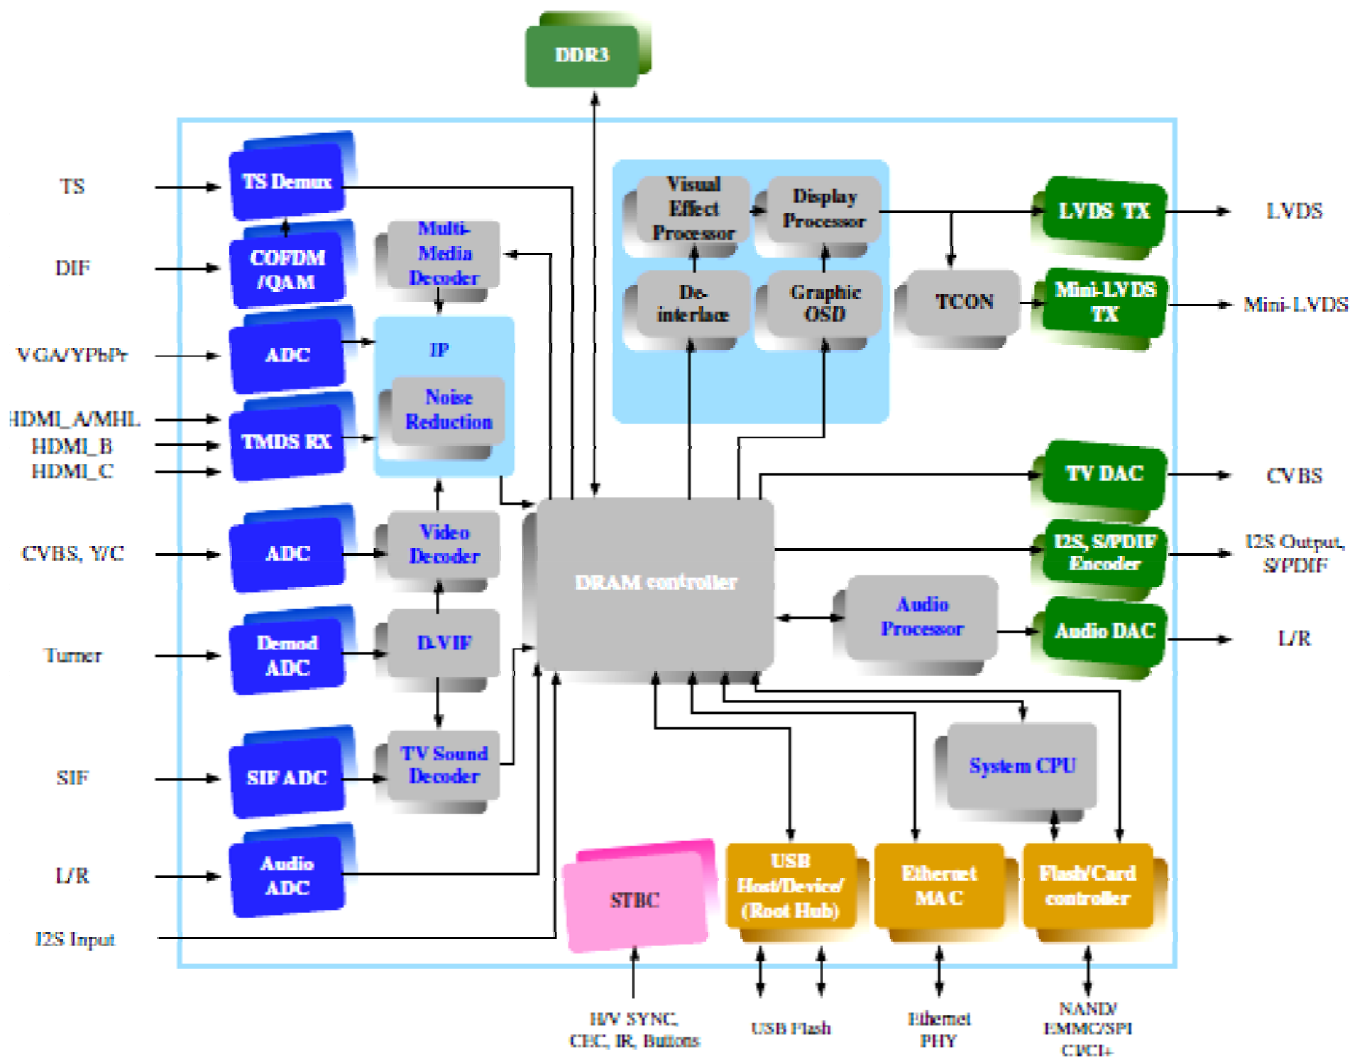 DDR3
TS
TS Demux
DIF
COFDM
/QAM
Multi-
Media
Decoder
VGA/YPbPr
ADC
IP
Noise
Reduction
HDMI_A/MHL
HDMI_B
HDMI_C
TMDS RX
CVBS, Y/C
ADC
Video
Decoder
Turner
Demod
ADC
D-VIF
SIF
SIF ADC
TV Sound
Decoder
L/R
Audio
ADC
I2S Input
Visual
Effect
Processor
Display
Processor
De-
interlace
Graphic
OSD
TCON
LVDS TX
LVDS
Mini-LVDS
TX
Mini-LVDS
DRAM controller
TV DAC
CVBS
I2S, S/PDIF
Encoder
I2S Output,
S/PDIF
Audio
Processor
Audio DAC
L/R
System CPU
STBC
USB
Host/Device/
(Root Hub)
Ethernet
MAC
Flash/Card
controller
H/V SYNC,
CEC, IR, Buttons
USB Flash
Ethernet
PHY
NAND/
EMMC/SPI
CI/CI+